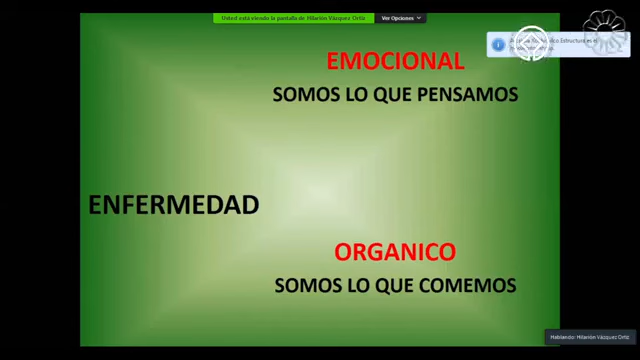 Usted está viendo la pantalla de Hilarión Vázquez Ortiz
Ver Opciones
EMOCIONAL
SOMOS LO QUE PENSAMOS
ENFERMEDAD
ORGANICO
SOMOS LO QUE COMEMOS
Hablando: Hilarión Vázquez Ortiz